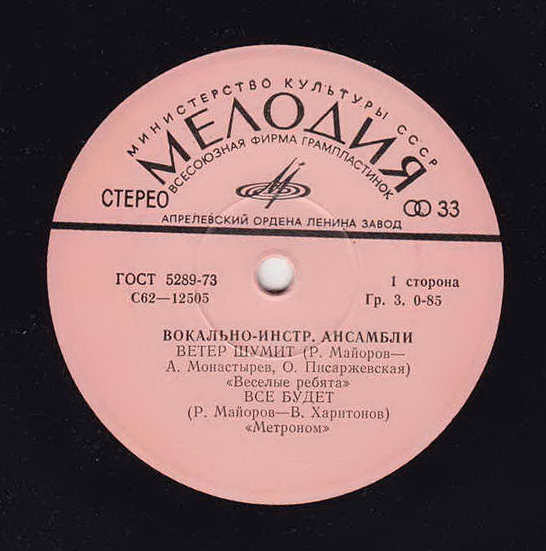 МИНИСТЕРСТВО КУЛЬТУРЫ СССР
МЕЛОДИЯ
ВСЕСОЮЗНАЯ ФИРМА ГРАМПЛАСТИНОК
СТЕРЕО
33
АПРЕЛЕВСКИЙ ОРДЕНА ЛЕНИНА ЗАВОД
ГОСТ 5289-73
1 сторона
С62—12505
Гр. 3. 0-85
ВОКАЛЬНО-ИНСТР. АНСАМБЛИ
ВЕТЕР ШУМИТ (Р. Майоров—
А. Монастырев, О. Писаржевская)
«Веселые ребята»
ВСЕ БУДЕТ
(Р. Майоров—В. Харитонов)
«Метроном»